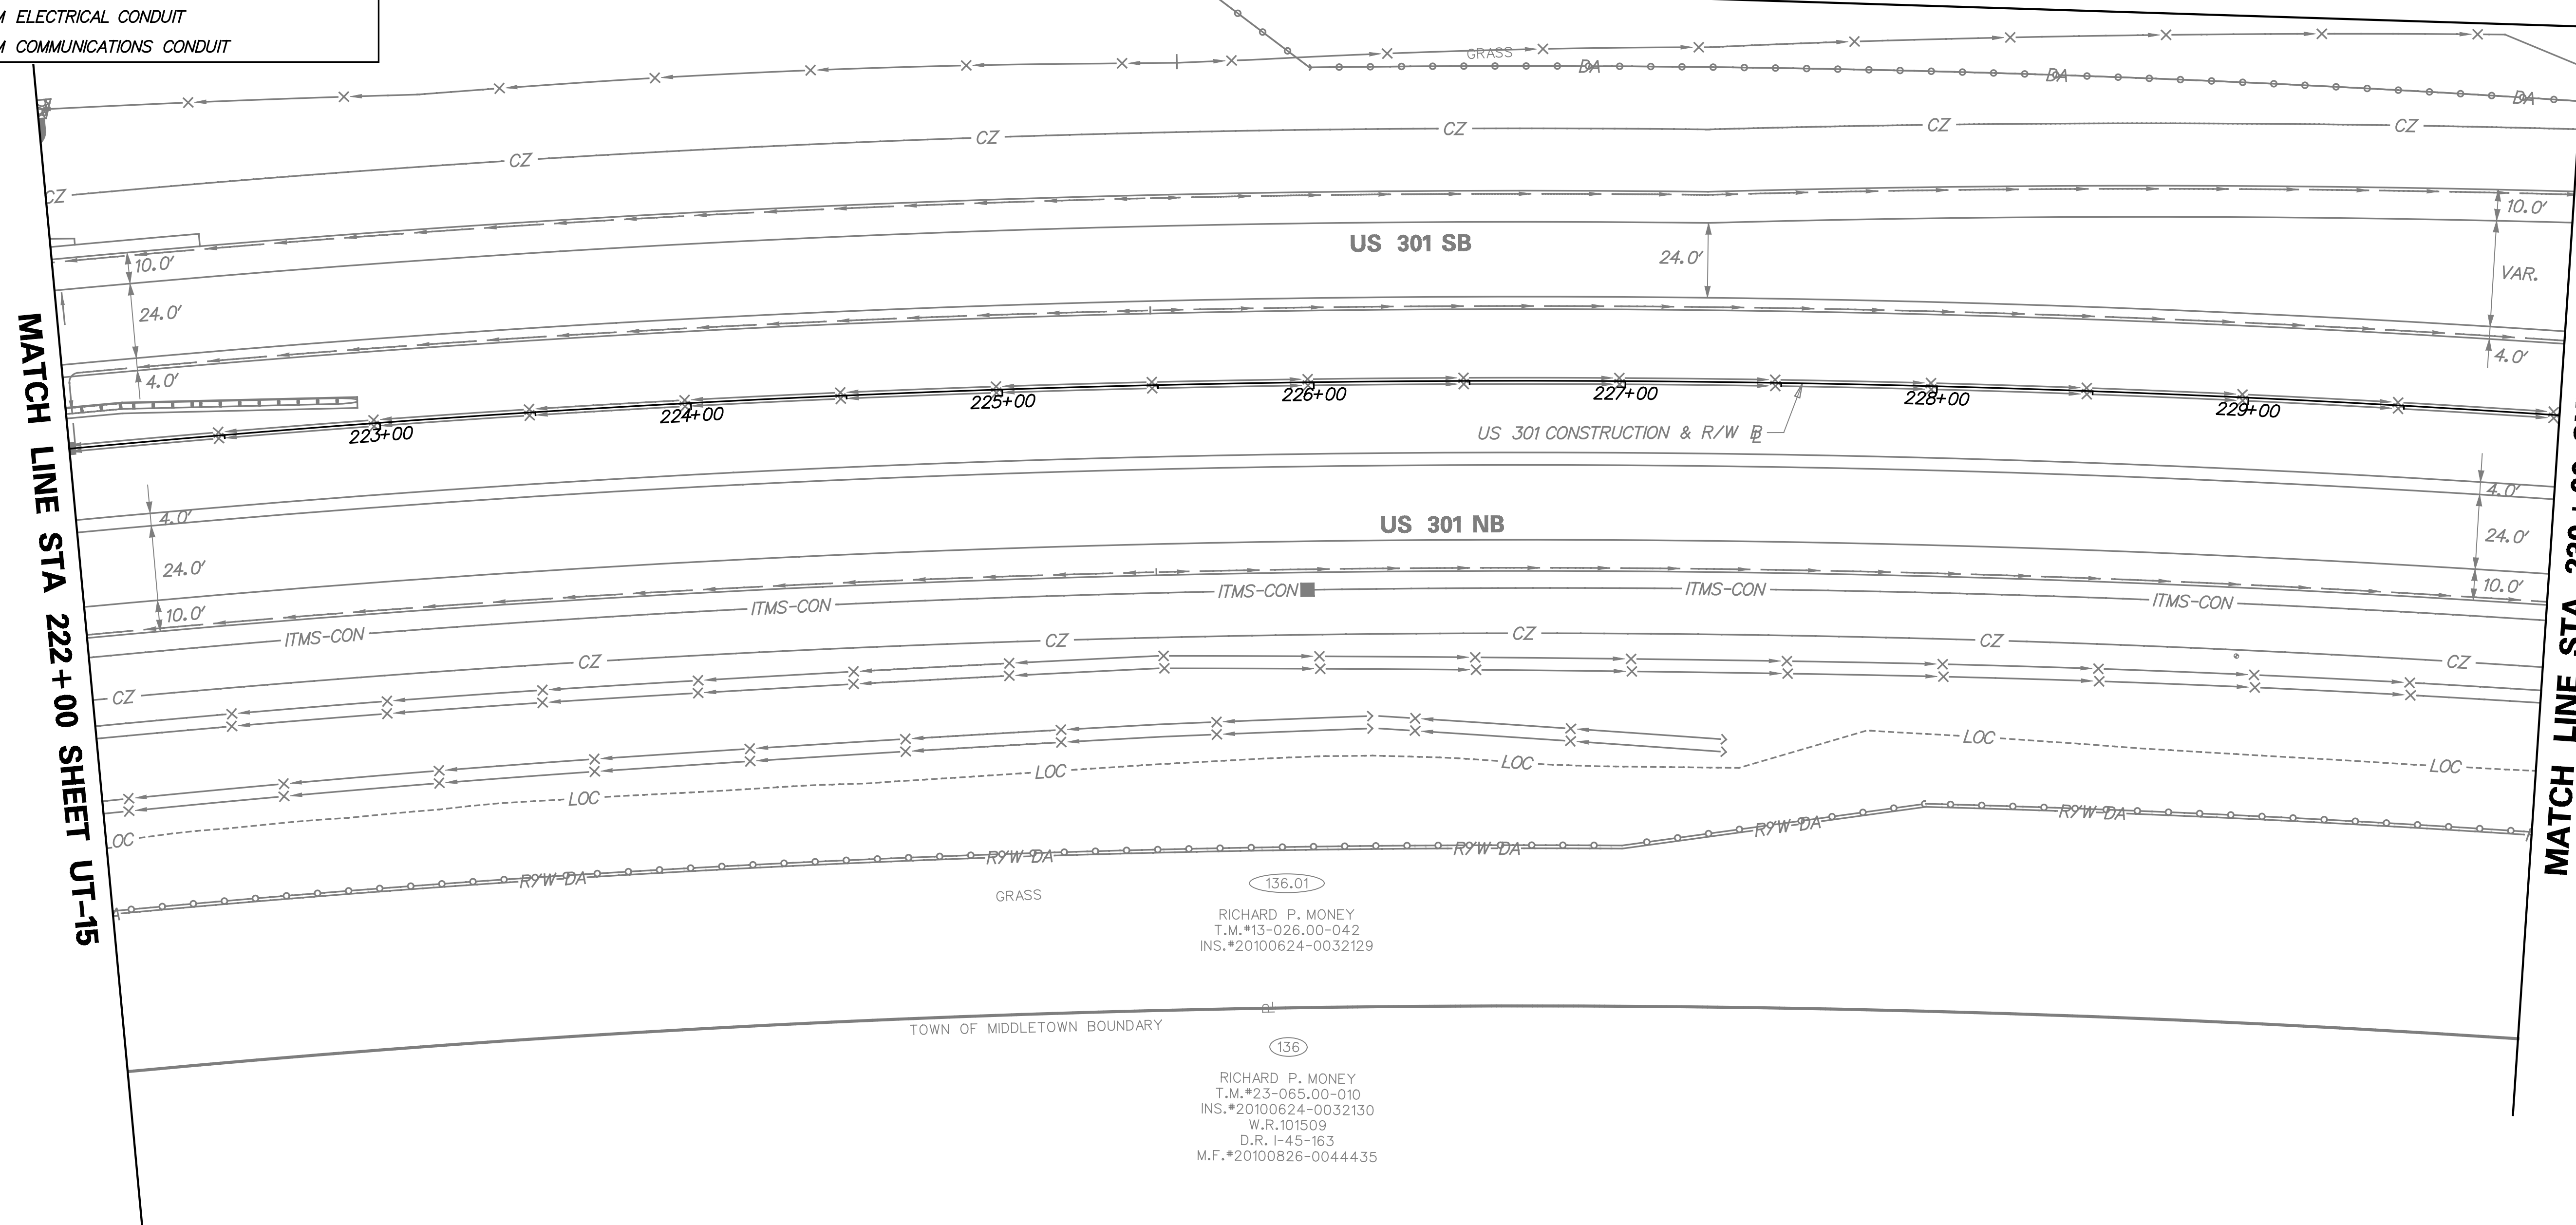 ELECTRICAL CONDUIT
COMMUNICATIONS CONDUIT
GRASS
BA
BA
BA
CZ
CZ
CZ
CZ
CZ
CZ
10.0'
24.0'
4.0'
US 301 SB
24.0'
10.0'
VAR.
4.0'
223+00
224+00
225+00
226+00
227+00
228+00
229+00
US 301 CONSTRUCTION & R/W BL
4.0'
24.0'
10.0'
US 301 NB
4.0'
24.0'
10.0'
ITMS-CON
ITMS-CON
ITMS-CON
ITMS-CON
ITMS-CON
CZ
CZ
CZ
CZ
CZ
CZ
LOC
LOC
LOC
LOC
LOC
R/W-DA
R/W-DA
R/W-DA
R/W-DA
R/W-DA
GRASS
136.01
RICHARD P. MONEY
T.M.#13-026.00-042
INS.#20100624-0032129
PL
TOWN OF MIDDLETOWN BOUNDARY
136
RICHARD P. MONEY
T.M.#23-065.00-010
INS.#20100624-0032130
W.R.101509
D.R. I-45-163
M.F.#20100826-0044435
MATCH LINE STA 222+00 SHEET UT-15
MATCH LINE STA